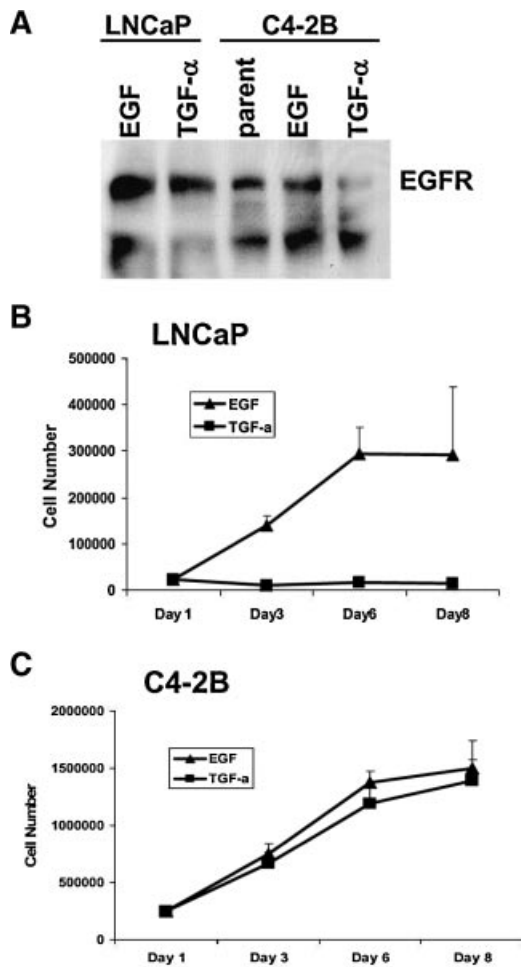 A
LNCaP C4-2B
EGF TGF-α parent EGF TGF-α
EGFR
B
LNCaP
500000
400000
300000
200000
100000
0
Cell Number
EGF
TGF-a
Day 1 Day3 Day6 Day8
C
C4-2B
2000000
1500000
1000000
500000
0
Cell Number
EGF
TGF-a
Day 1 Day 3 Day 6 Day 8